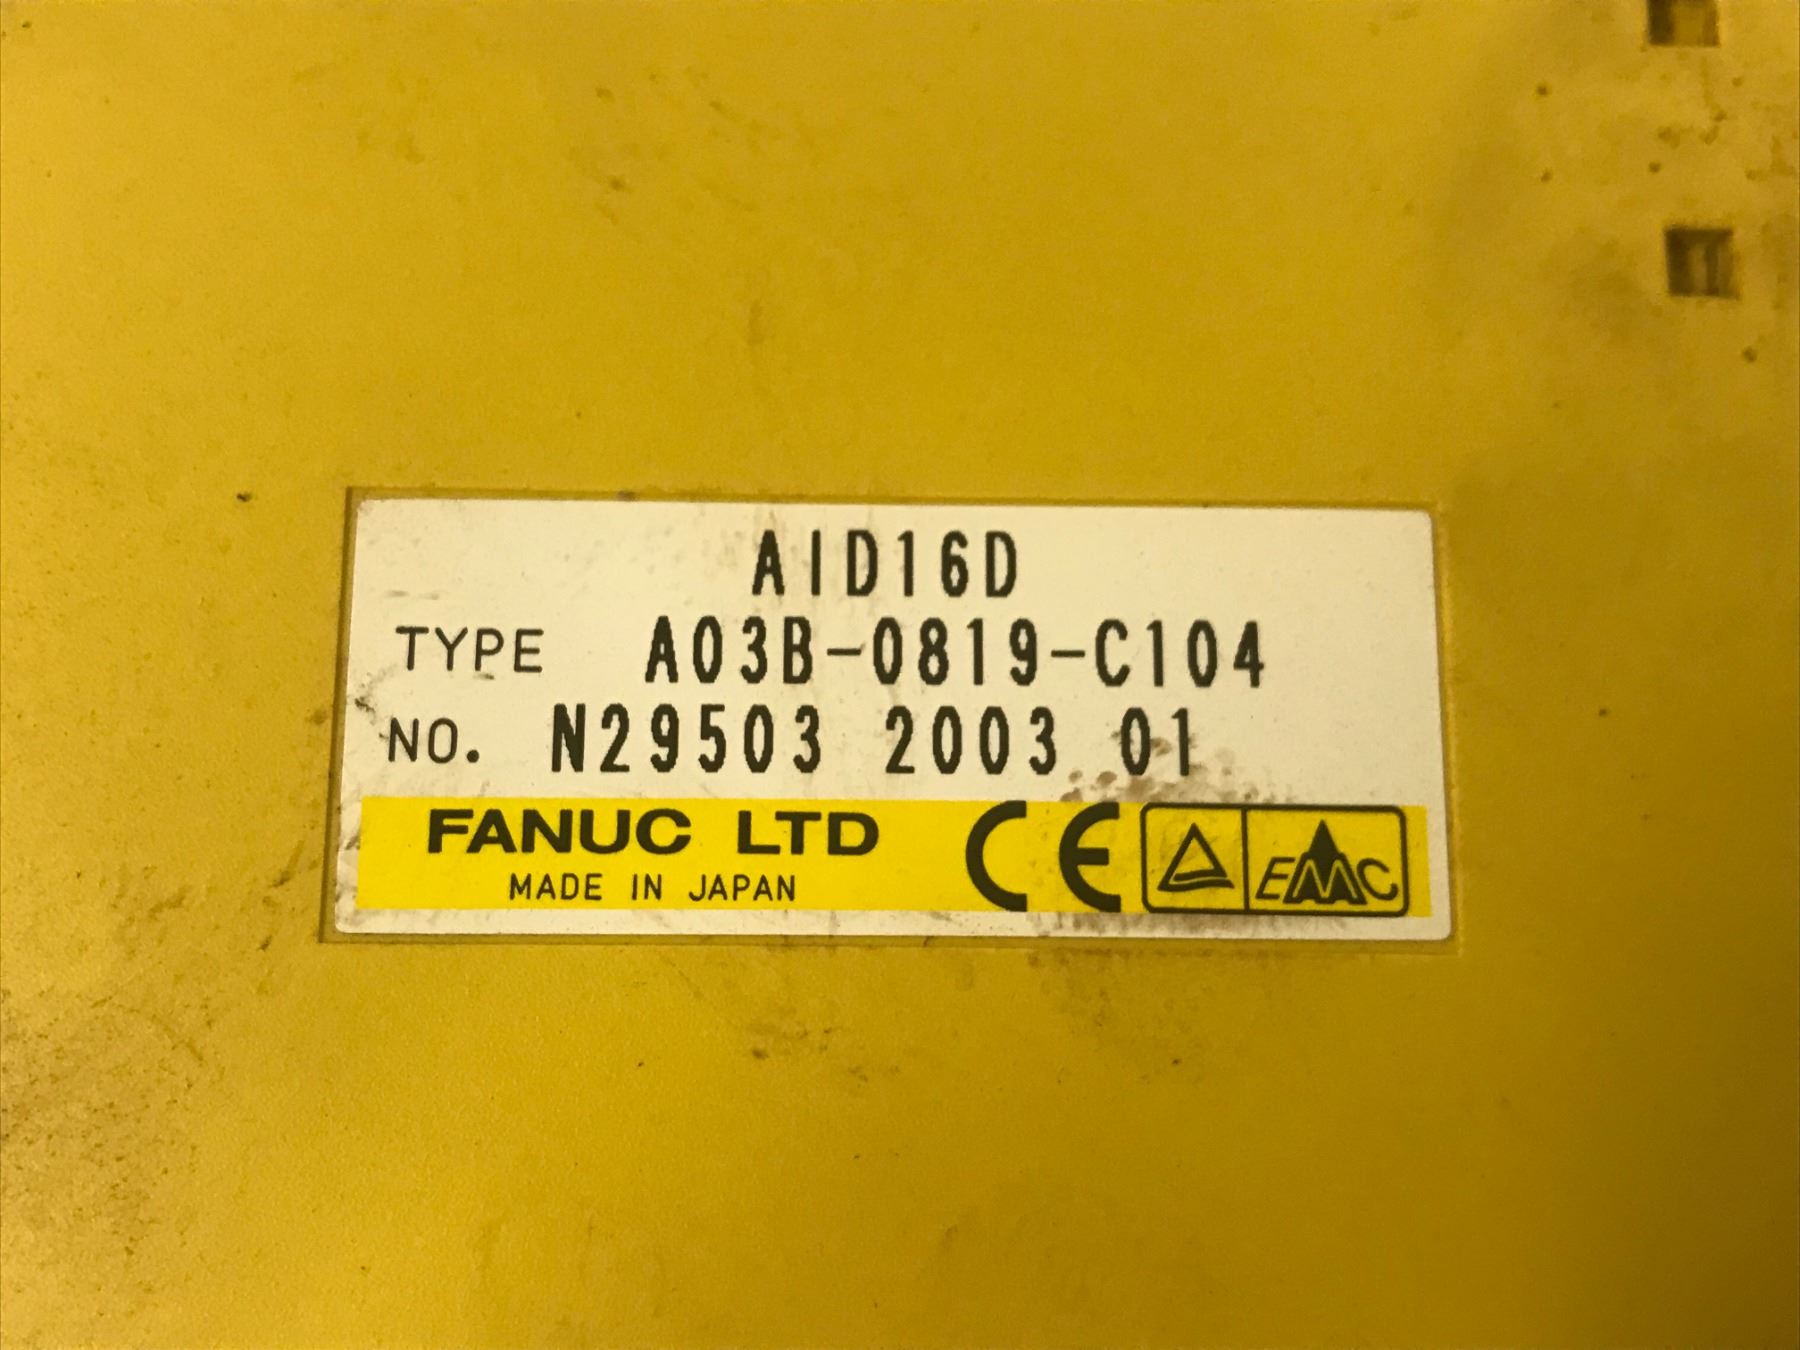 AID16D
TYPE A03B-0819-C104
NO. N29503 2003 01
FANUC LTD
MADE IN JAPAN
CE
EMC